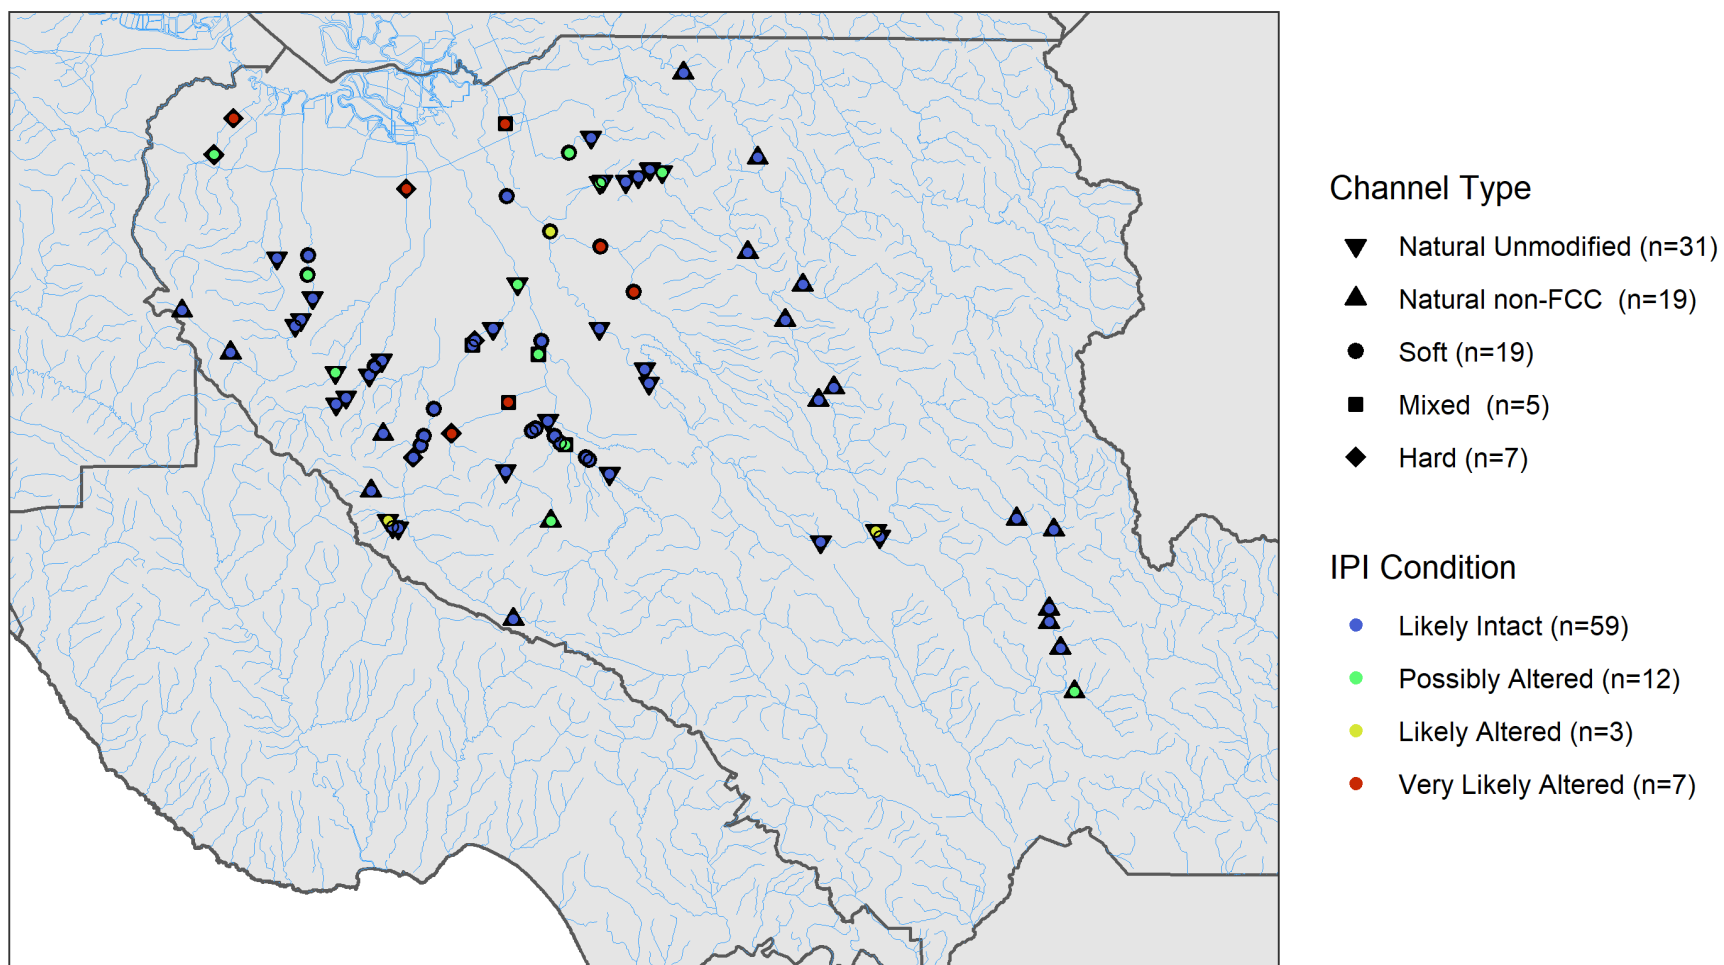 Channel Type
Natural Unmodified (n=31)
Natural non-FCC (n=19)
Soft (n=19)
Mixed (n=5)
Hard (n=7)
IPI Condition
Likely Intact (n=59)
Possibly Altered (n=12)
Likely Altered (n=3)
Very Likely Altered (n=7)